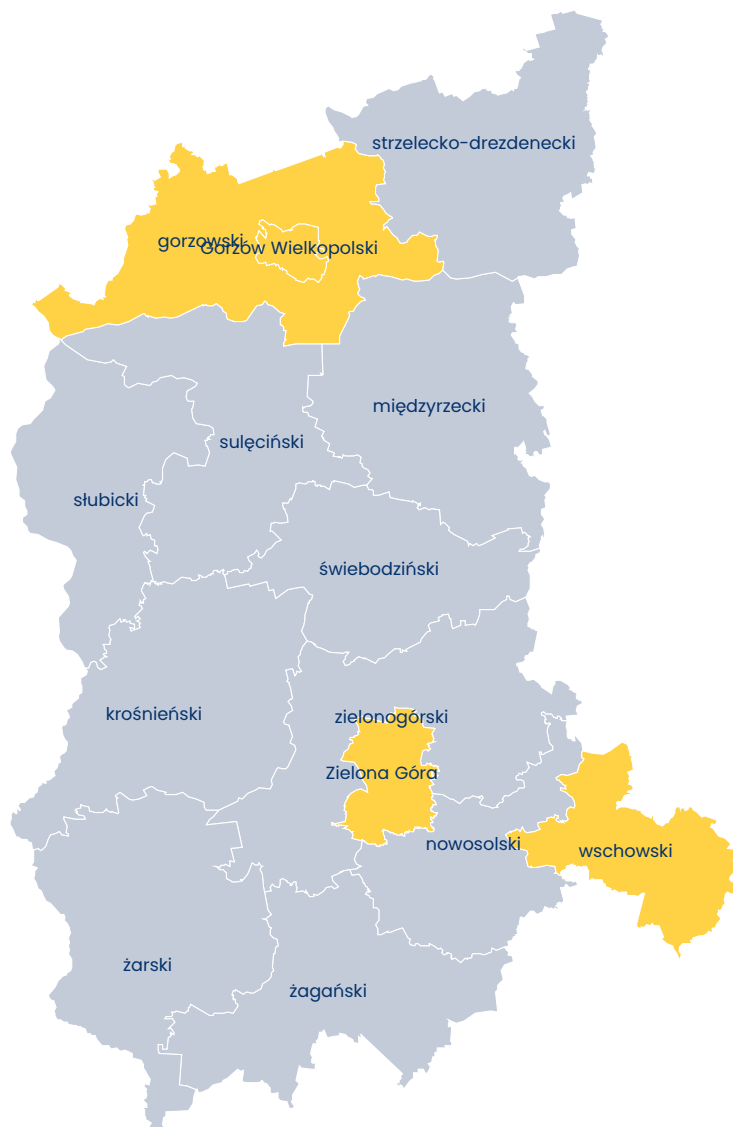 strzelecko-drezdenecki
gorzowski
Gorzów Wielkopolski
międzyrzecki
sulęciński
słubicki
świebodziński
krośnieński
zielonogórski
Zielona Góra
nowosolski
wschowski
żarski
żagański